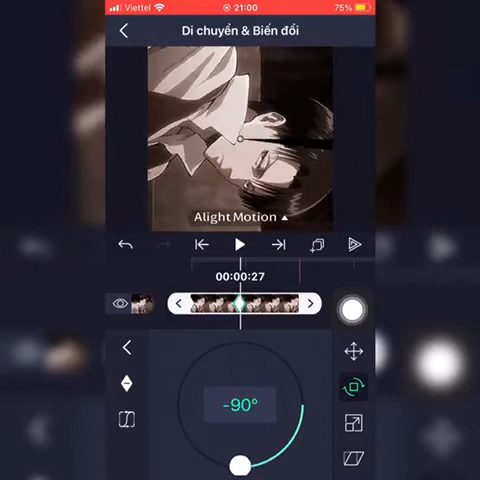 Viettel 21:00 75%
Di chuyển & Biến đổi
Alight Motion
00:00:27
-90°